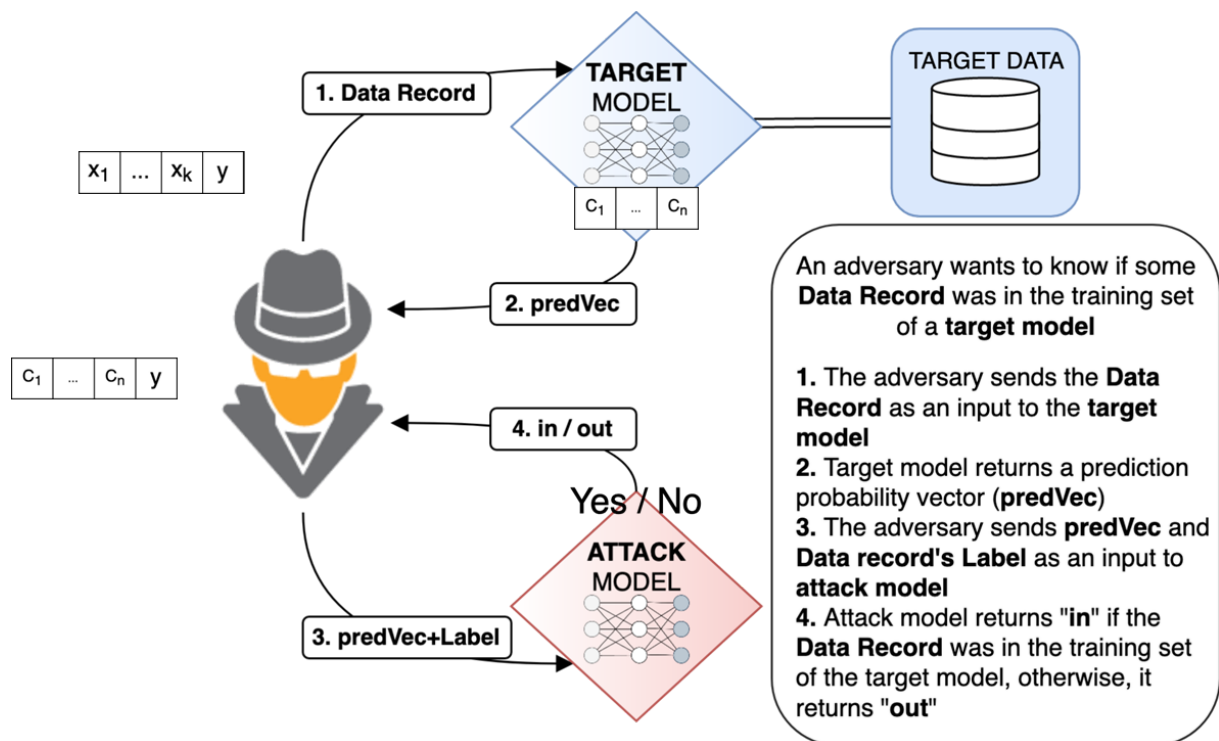 TARGET
MODEL
TARGET DATA
1. Data Record
x1 ... xk y
C1 ... Cn
2. predVec
C1 ... Cn y
4. in / out
Yes / No
ATTACK
MODEL
3. predVec+Label
An adversary wants to know if some
Data Record was in the training set
of a target model
1. The adversary sends the Data
Record as an input to the target
model
2. Target model returns a prediction
probability vector (predVec)
3. The adversary sends predVec and
Data record's Label as an input to
attack model
4. Attack model returns "in" if the
Data Record was in the training set
of the target model, otherwise, it
returns "out"